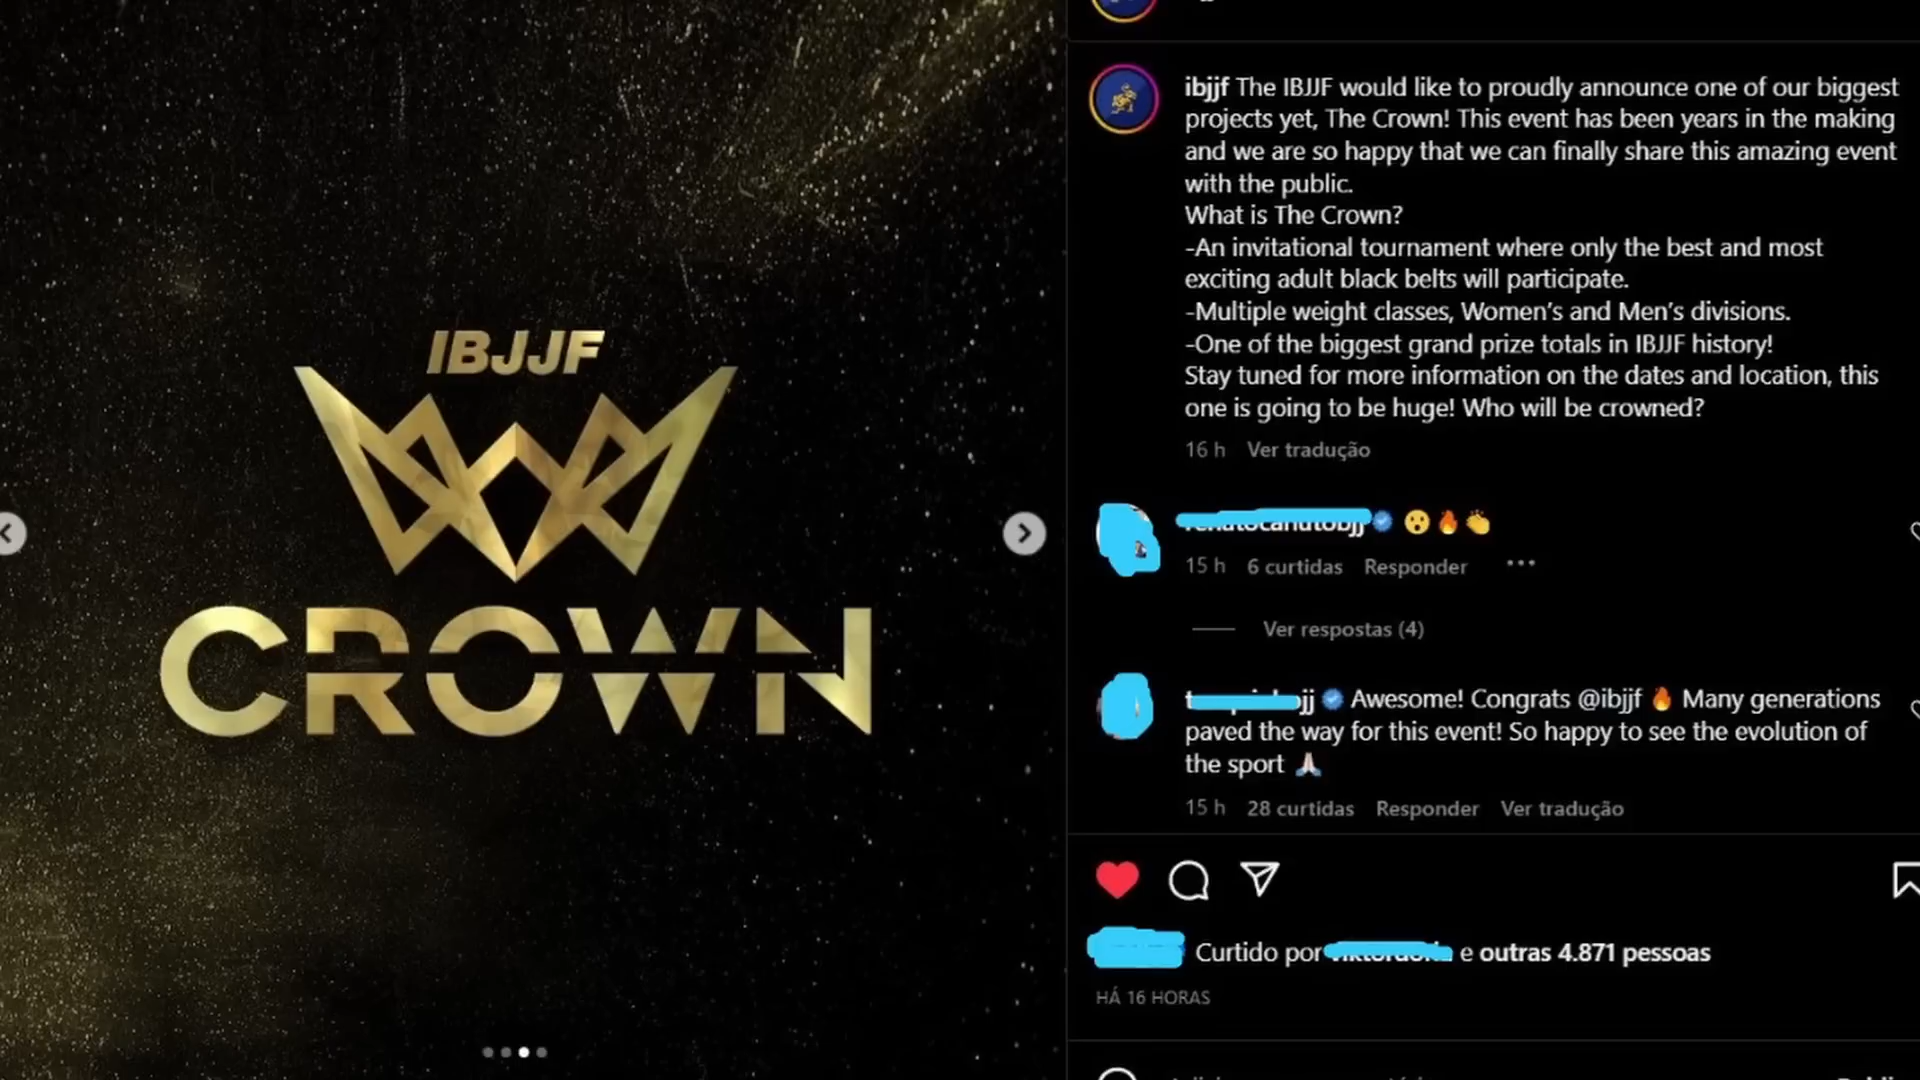 IBJJF
CROWN
ibjjf The IBJJF would like to proudly announce one of our biggest
projects yet, The Crown! This event has been years in the making
and we are so happy that we can finally share this amazing event
with the public.
What is The Crown?
-An invitational tournament where only the best and most
exciting adult black belts will participate.
-Multiple weight classes, Women's and Men's divisions.
-One of the biggest grand prize totals in IBJJF history!
Stay tuned for more information on the dates and location, this
one is going to be huge! Who will be crowned?
16 h Ver tradução
😮🔥👏
15 h 6 curtidas Responder ...
Ver respostas (4)
Awesome! Congrats @ibjjf 🔥 Many generations
paved the way for this event! So happy to see the evolution of
the sport 🙏🏻
15 h 28 curtidas Responder Ver tradução
Curtido por e outras 4.871 pessoas
HÁ 16 HORAS